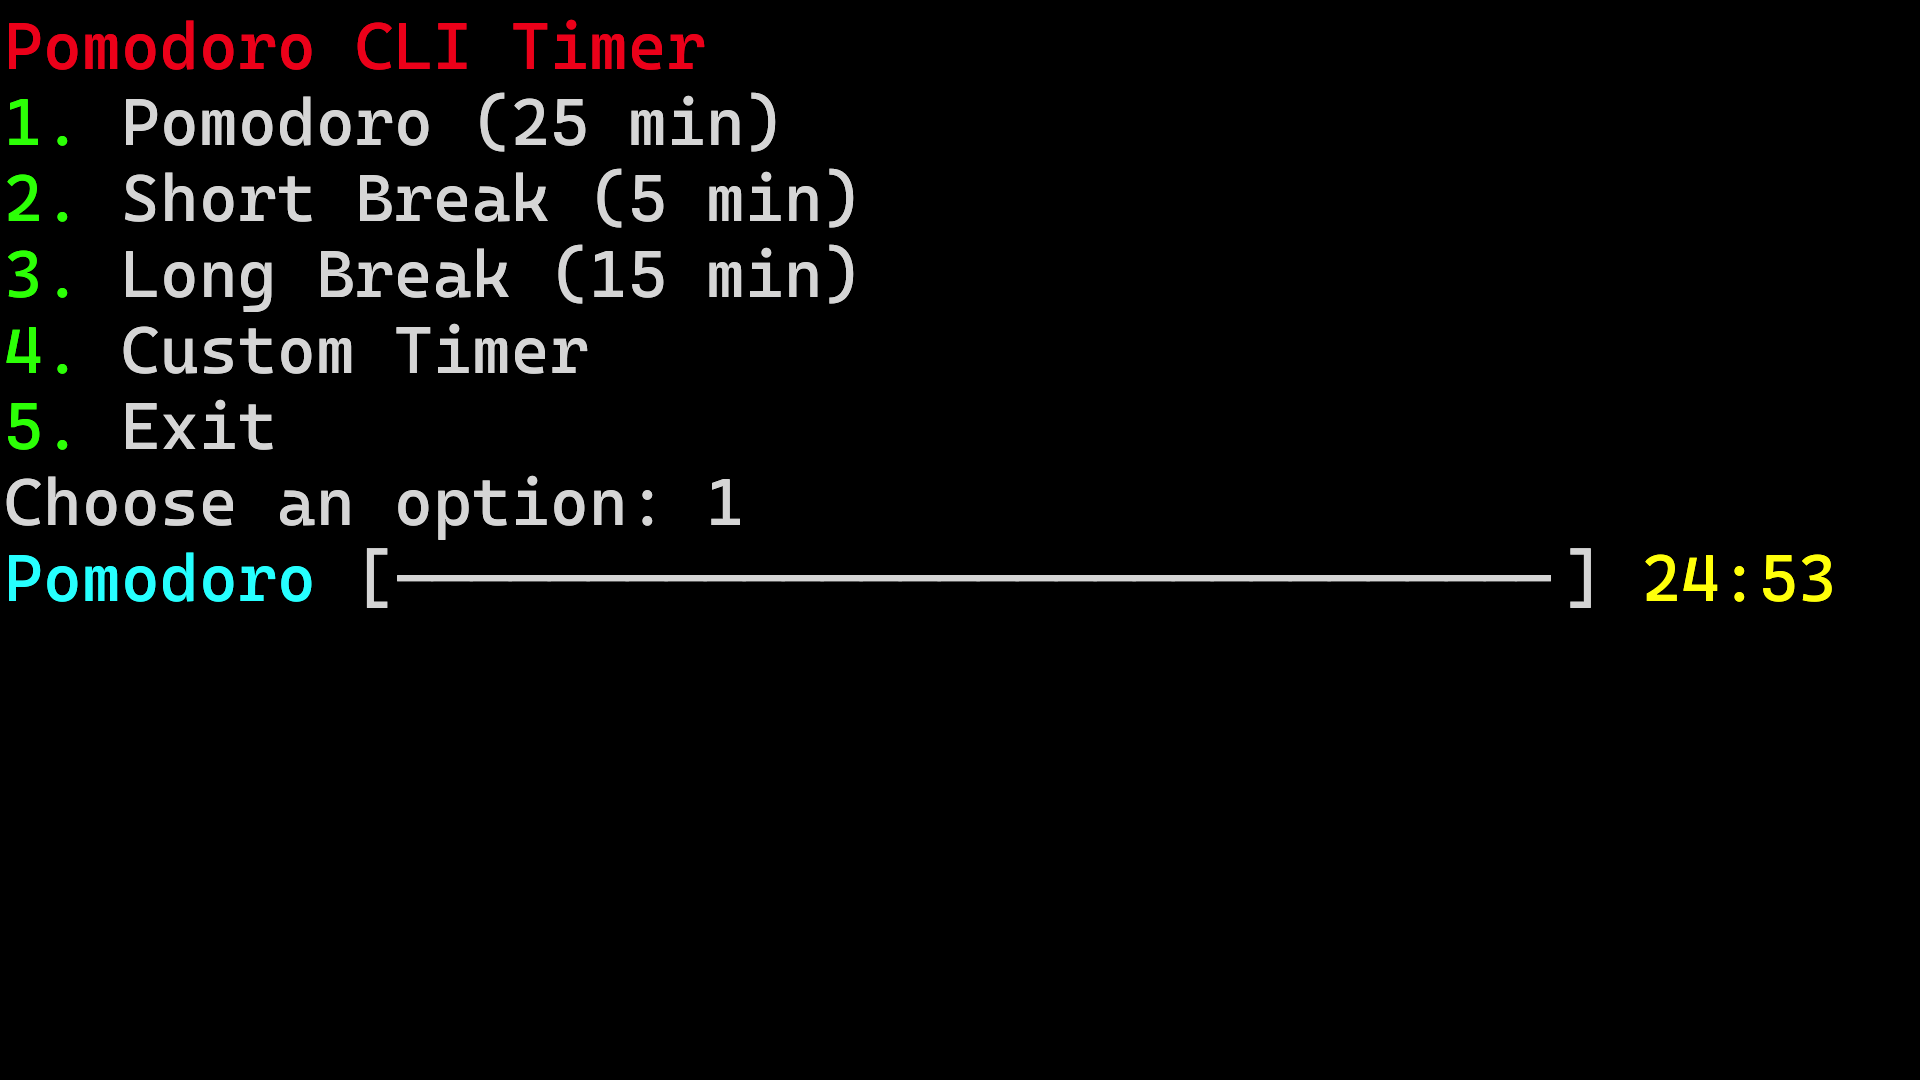 Pomodoro CLI Timer
1. Pomodoro (25 min)
2. Short Break (5 min)
3. Long Break (15 min)
4. Custom Timer
5. Exit
Choose an option: 1
Pomodoro [──────────────────────────────] 24:53